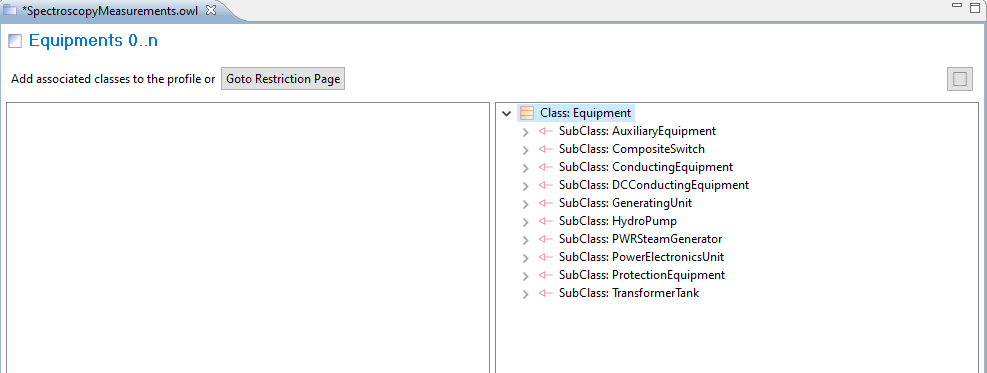 *SpectroscopyMeasurements.owl
Equipments 0..n
Add associated classes to the profile or Goto Restriction Page
Class: Equipment
SubClass: AuxiliaryEquipment
SubClass: CompositeSwitch
SubClass: ConductingEquipment
SubClass: DCConductingEquipment
SubClass: GeneratingUnit
SubClass: HydroPump
SubClass: PWRSteamGenerator
SubClass: PowerElectronicsUnit
SubClass: ProtectionEquipment
SubClass: TransformerTank